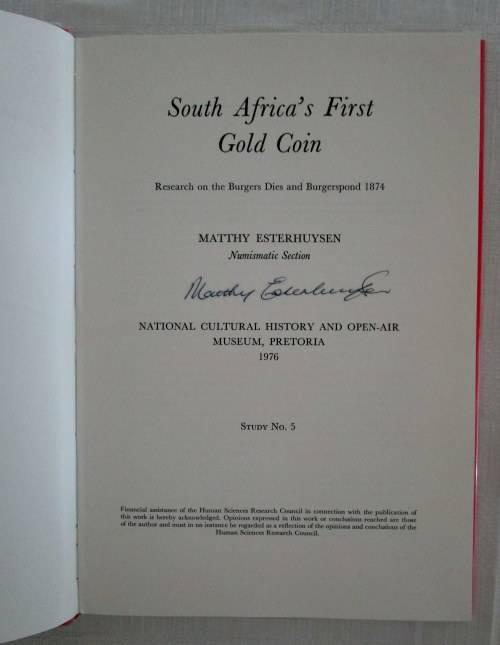 South Africa's First
Gold Coin
Research on the Burgers Dies and Burgerspond 1874
MATTHY ESTERHUYSEN
Numismatic Section
Matthy Esterhuysen
NATIONAL CULTURAL HISTORY AND OPEN-AIR
MUSEUM, PRETORIA
1976
STUDY No. 5
Financial assistance of the Human Sciences Research Council in connection with the publication of
this work is hereby acknowledged. Opinions expressed in this work or conclusions reached are those
of the author and must in no instance be regarded as a reflection of the opinions and conclusions of the
Human Sciences Research Council.